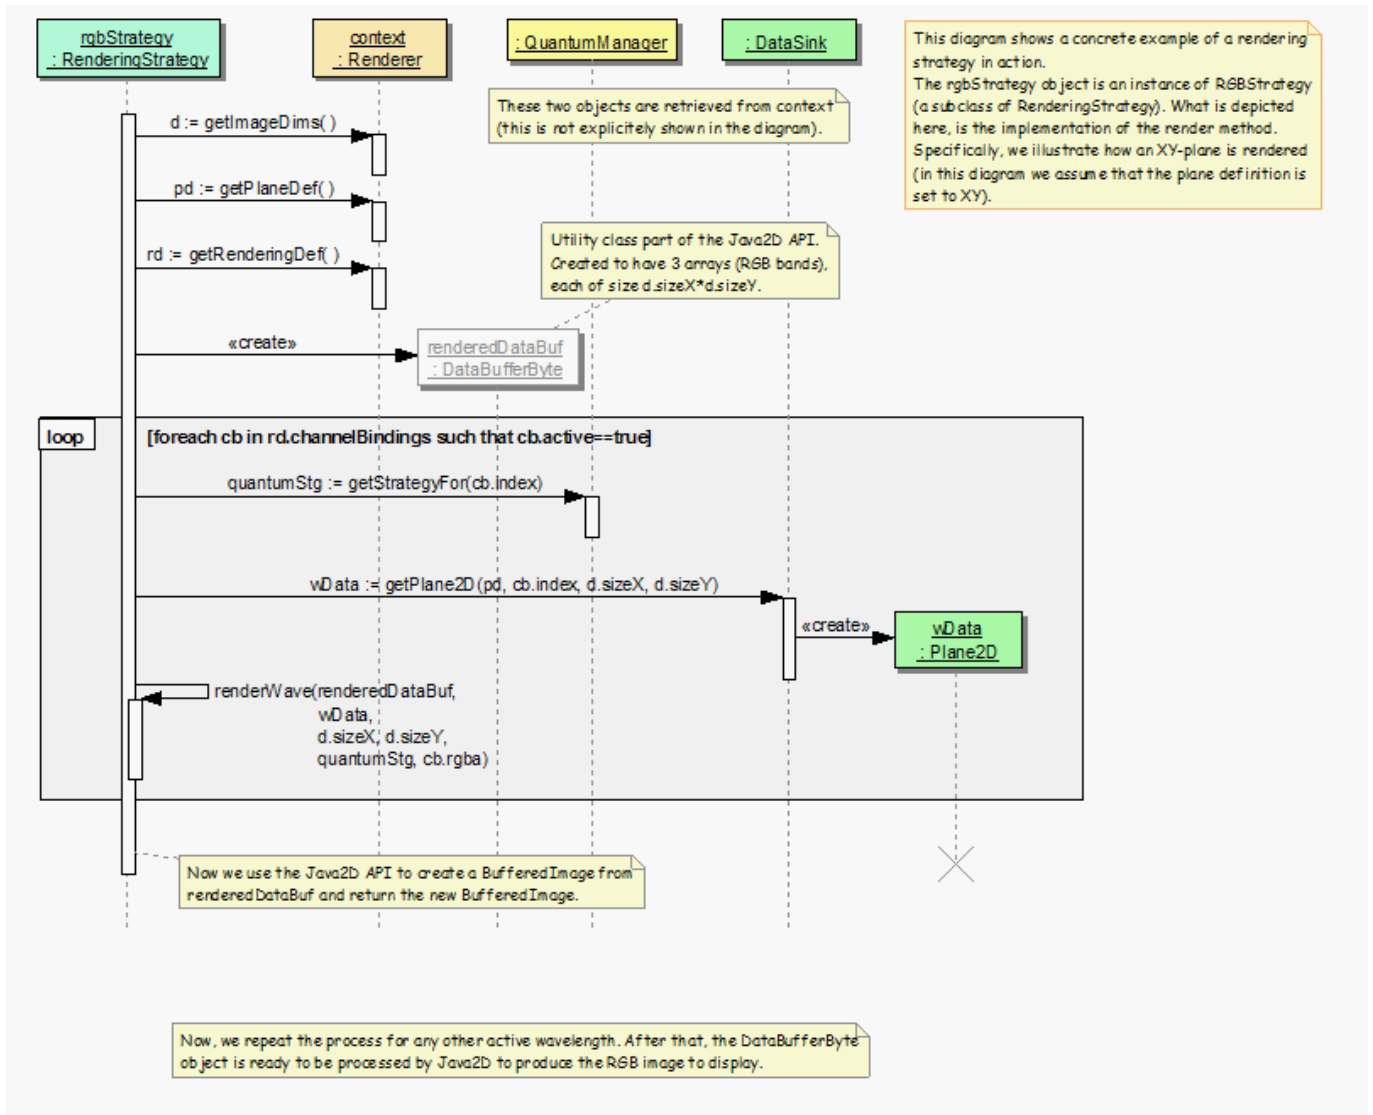 rgbStrategy
: RenderingStrategy
context
: Renderer
: QuantumManager
: DataSink
This diagram shows a concrete example of a rendering
strategy in action.
The rgbStrategy object is an instance of RGBStrategy
(a subclass of RenderingStrategy). What is depicted
here, is the implementation of the render method.
Specifically, we illustrate how an XY-plane is rendered
(in this diagram we assume that the plane definition is
set to XY).
These two objects are retrieved from context
(this is not explicitely shown in the diagram).
d := getImageDims( )
pd := getPlaneDef( )
rd := getRenderingDef( )
Utility class part of the Java2D API.
Created to have 3 arrays (RGB bands),
each of size d.sizeX*d.sizeY.
«create»
renderedDataBuf
: DataBufferByte
loop
[foreach cb in rd.channelBindings such that cb.active==true]
quantumStg := getStrategyFor(cb.index)
wData := getPlane2D(pd, cb.index, d.sizeX, d.sizeY)
«create»
wData
: Plane2D
renderWave(renderedDataBuf,
wData,
d.sizeX, d.sizeY,
quantumStg, cb.rgba)
Now we use the Java2D API to create a BufferedImage from
renderedDataBuf and return the new BufferedImage.
Now, we repeat the process for any other active wavelength. After that, the DataBufferByte
object is ready to be processed by Java2D to produce the RGB image to display.